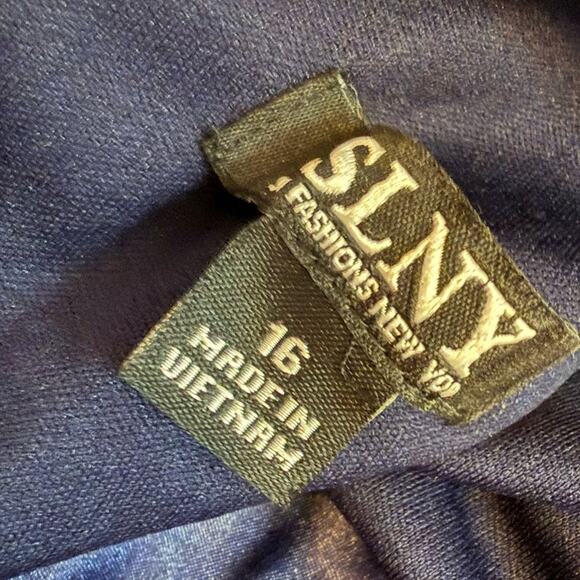 SLNY
FASHIONS NEW
16
MADE IN
VIETNAM